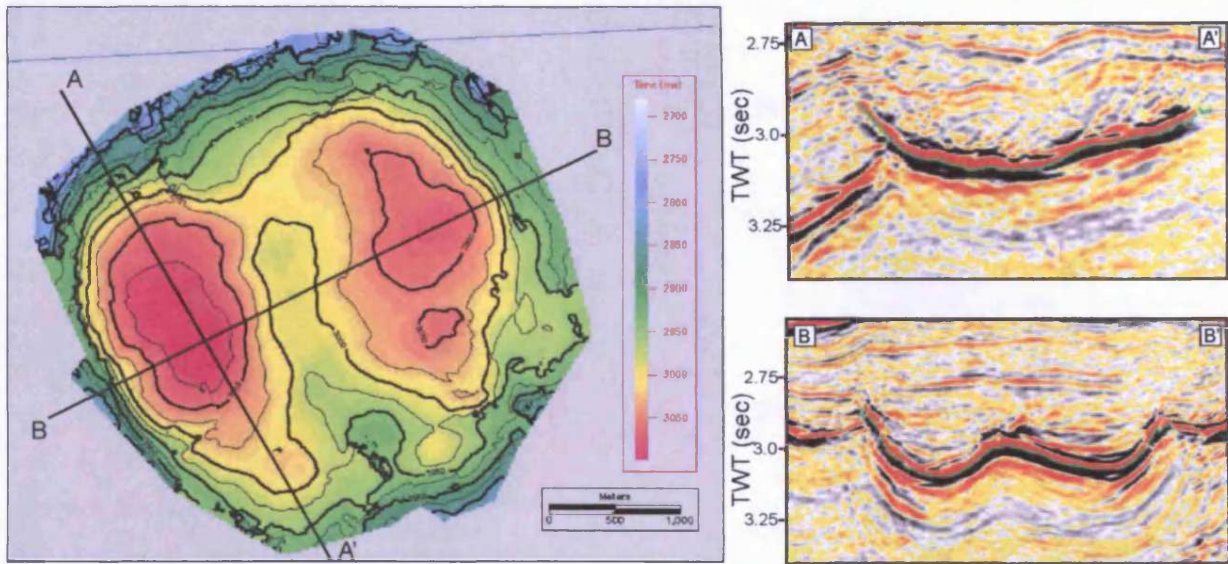 A
B
B
A'
Time (ms)
2700
2750
2800
2850
2900
2950
3000
3050
Meters
0 500 1,000
A
A'
2.75
3.0
3.25
TWT (sec)
B
B'
2.75
3.0
3.25
TWT (sec)